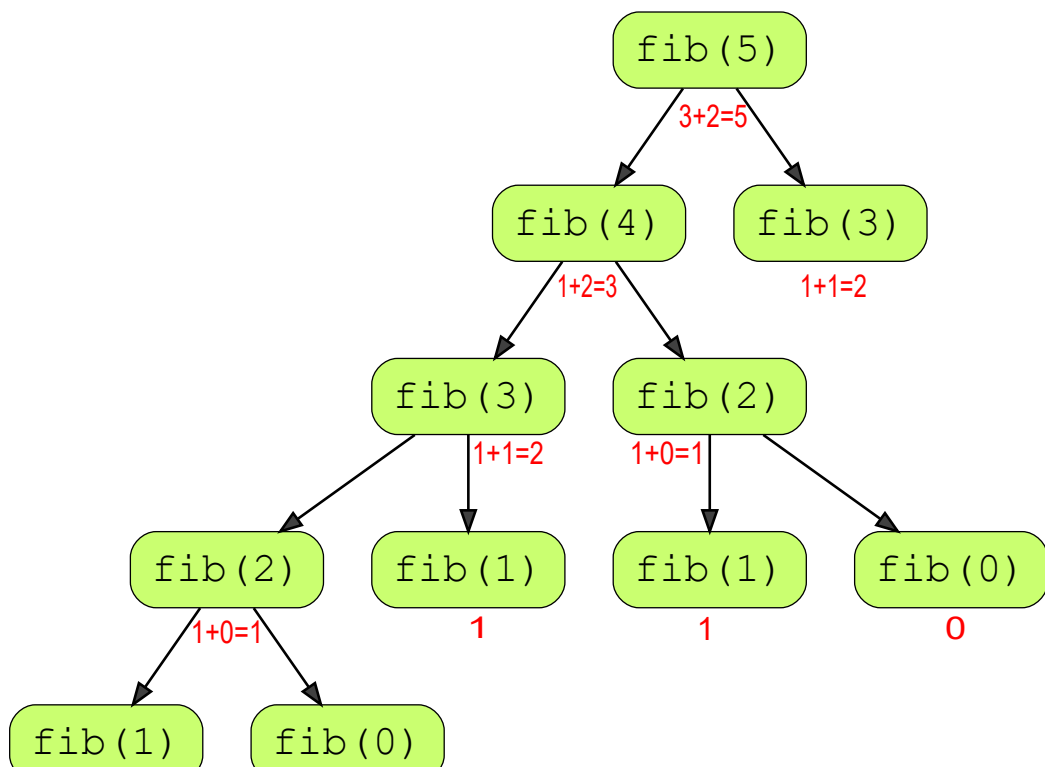 fib(5)
3+2=5
fib(4)
fib(3)
1+2=3
1+1=2
fib(3)
fib(2)
1+1=2
1+0=1
fib(2)
fib(1)
fib(1)
fib(0)
1+0=1
1
1
0
fib(1)
fib(0)